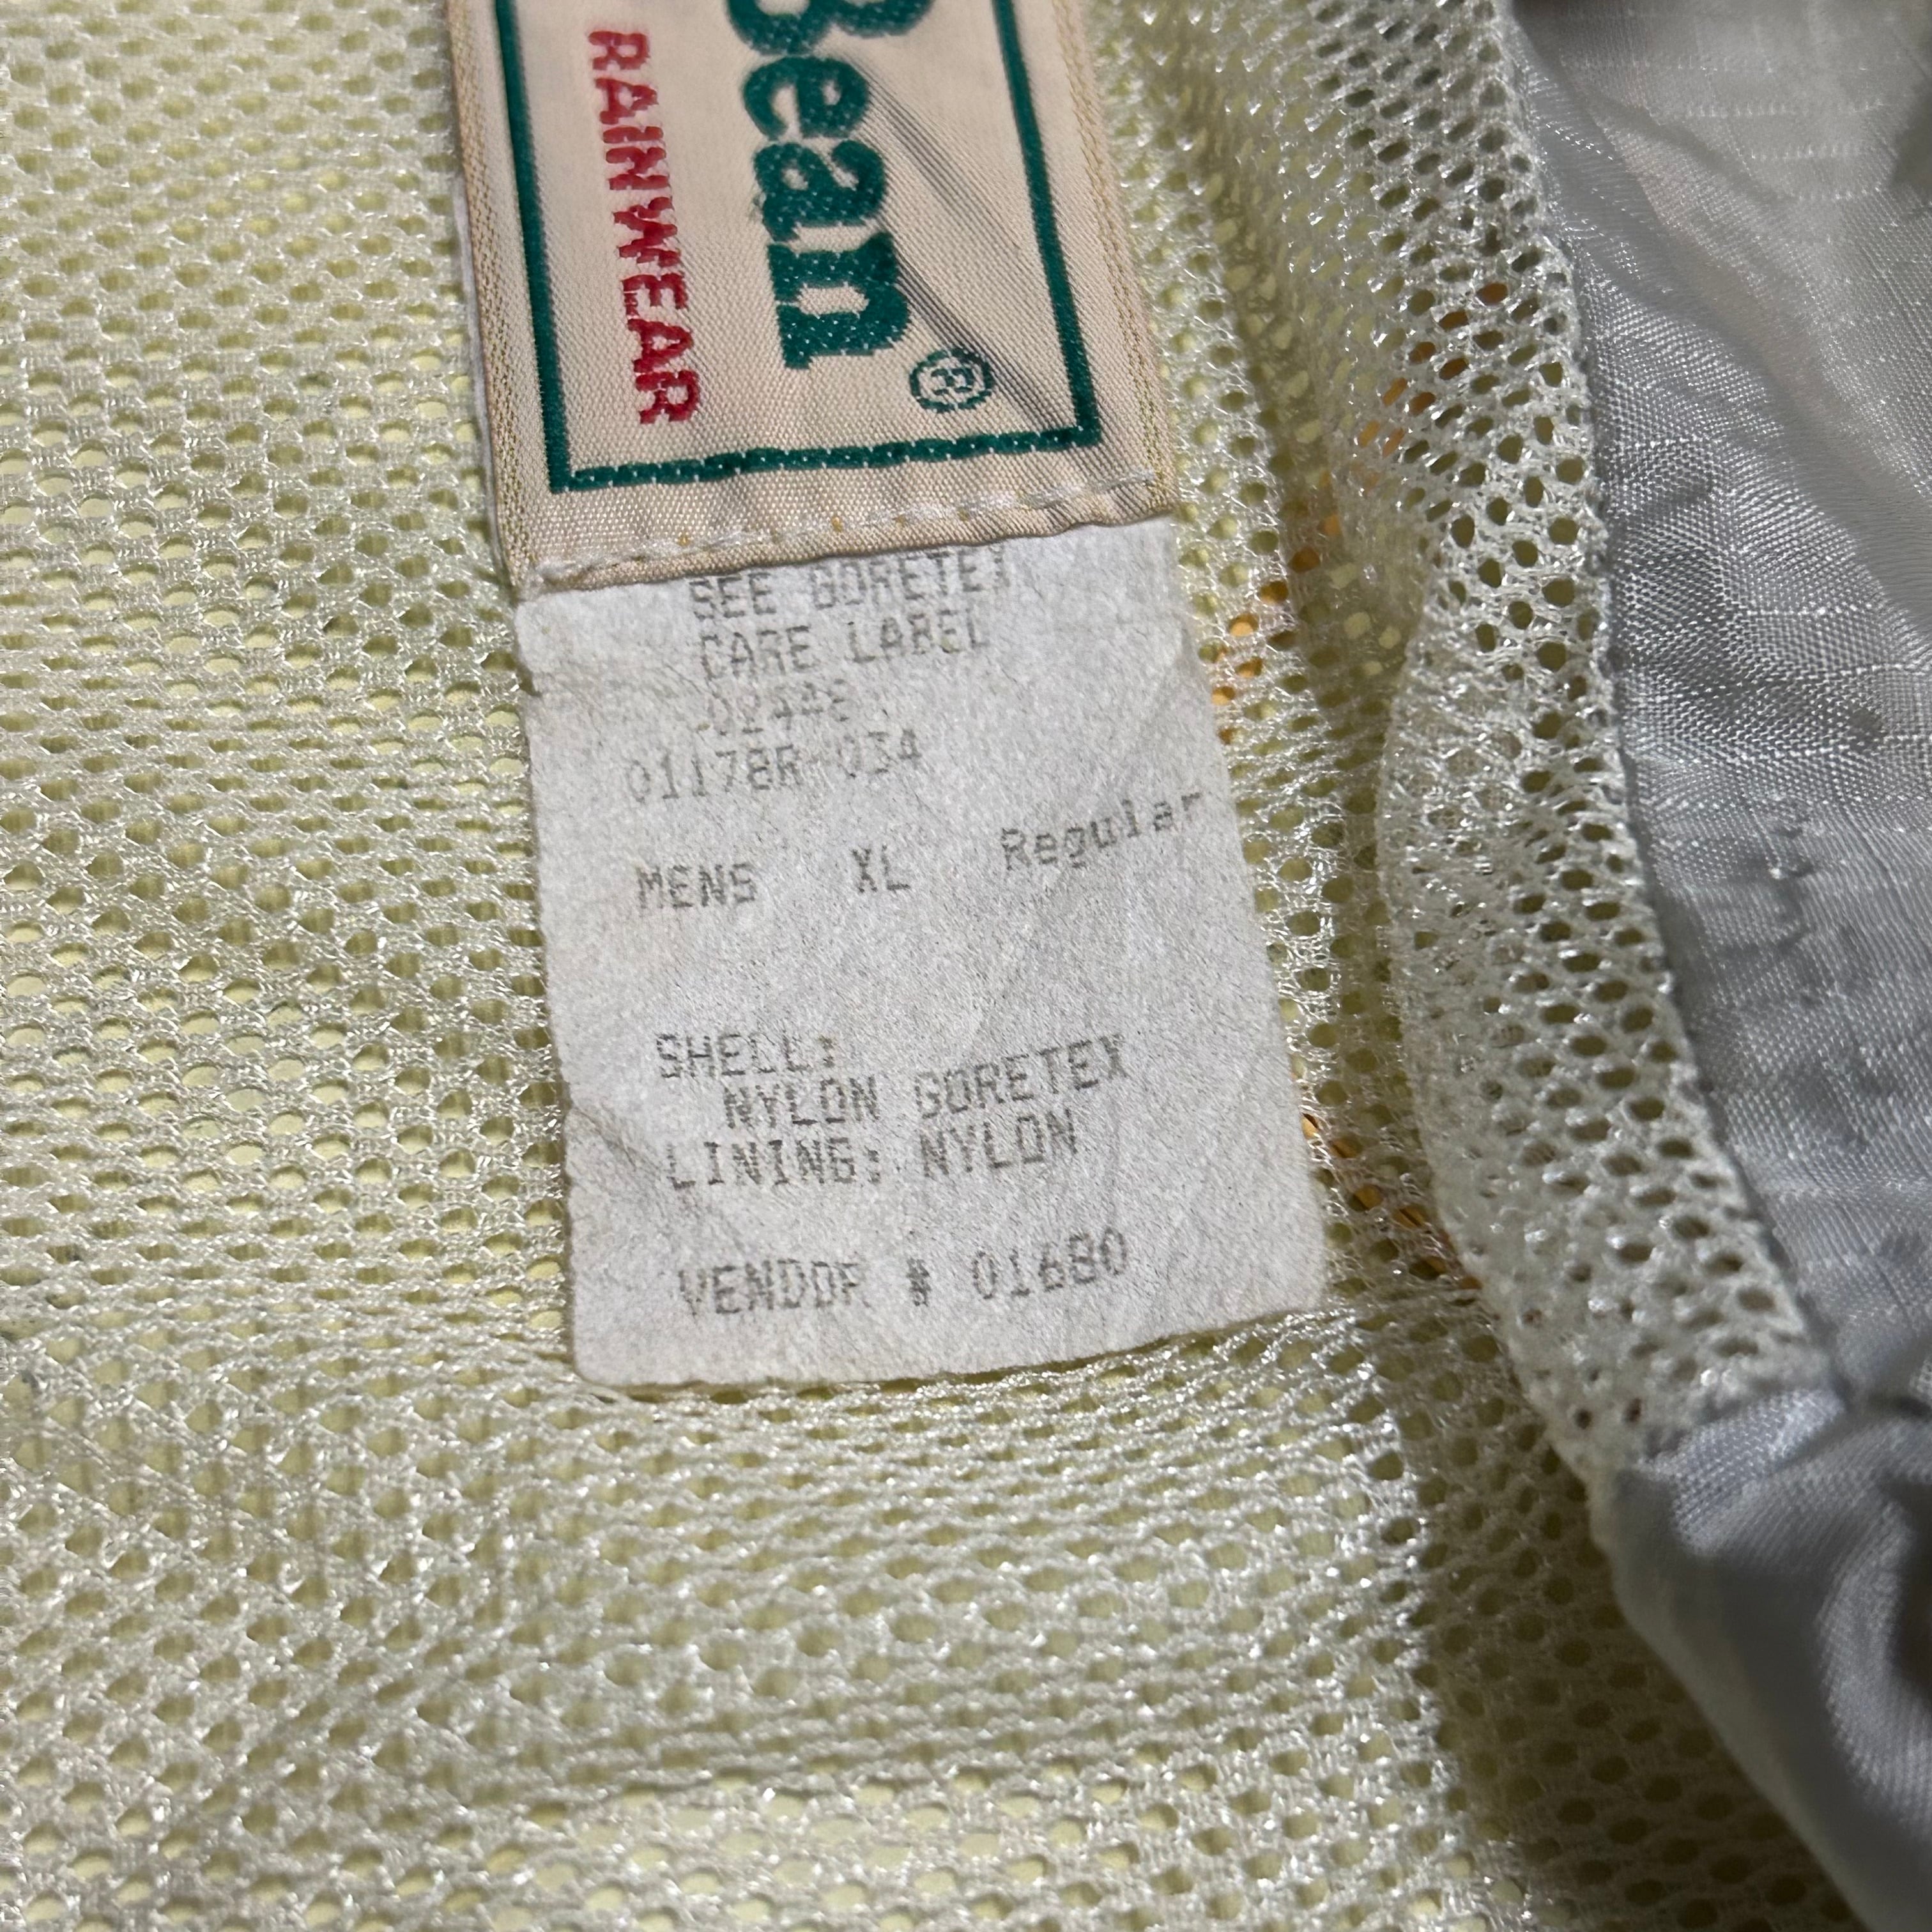 Bean®
RAINWEAR
SEE GORETEX
CARE LABEL
01178R-034
MENS XL Regular
SHELL:
NYLON GORETEX
LINING: NYLON
VENDOR # 01680